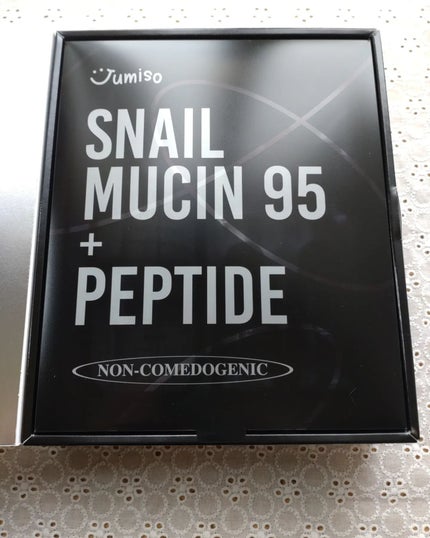 Jumiso
SNAIL
MUCIN 95
+
PEPTIDE
NON-COMEDOGENIC